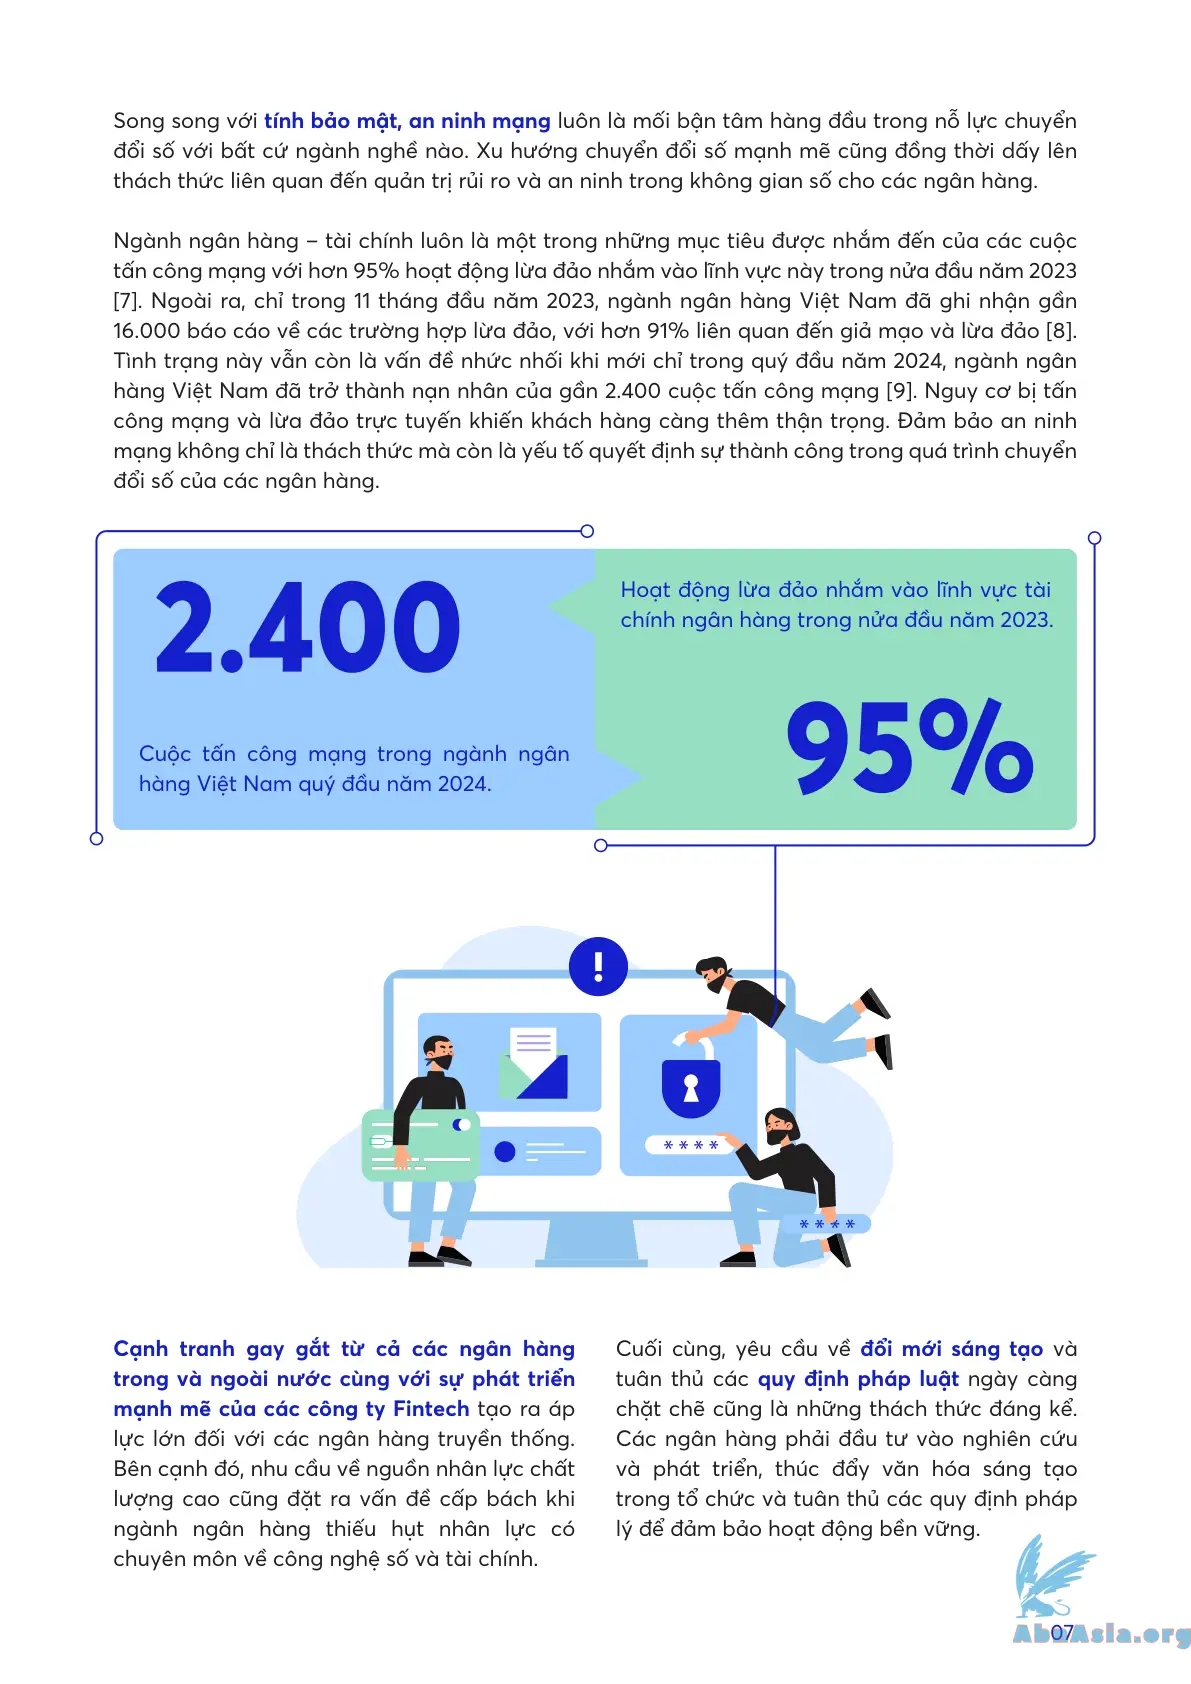 Song song với tính bảo mật, an ninh mạng luôn là mối bận tâm hàng đầu trong nỗ lực chuyển
đổi số với bất cứ ngành nghề nào. Xu hướng chuyển đổi số mạnh mẽ cũng đồng thời dấy lên
thách thức liên quan đến quản trị rủi ro và an ninh trong không gian số cho các ngân hàng.
Ngành ngân hàng – tài chính luôn là một trong những mục tiêu được nhắm đến của các cuộc
tấn công mạng với hơn 95% hoạt động lừa đảo nhắm vào lĩnh vực này trong nửa đầu năm 2023
[7]. Ngoài ra, chỉ trong 11 tháng đầu năm 2023, ngành ngân hàng Việt Nam đã ghi nhận gần
16.000 báo cáo về các trường hợp lừa đảo, với hơn 91% liên quan đến giả mạo và lừa đảo [8].
Tình trạng này vẫn còn là vấn đề nhức nhối khi mới chỉ trong quý đầu năm 2024, ngành ngân
hàng Việt Nam đã trở thành nạn nhân của gần 2.400 cuộc tấn công mạng [9]. Nguy cơ bị tấn
công mạng và lừa đảo trực tuyến khiến khách hàng càng thêm thận trọng. Đảm bảo an ninh
mạng không chỉ là thách thức mà còn là yếu tố quyết định sự thành công trong quá trình chuyển
đổi số của các ngân hàng.
2.400
Cuộc tấn công mạng trong ngành ngân
hàng Việt Nam quý đầu năm 2024.
Hoạt động lừa đảo nhắm vào lĩnh vực tài
chính ngân hàng trong nửa đầu năm 2023.
95%
!
* * * *
* * * *
Cạnh tranh gay gắt từ cả các ngân hàng
trong và ngoài nước cùng với sự phát triển
mạnh mẽ của các công ty Fintech tạo ra áp
lực lớn đối với các ngân hàng truyền thống.
Bên cạnh đó, nhu cầu về nguồn nhân lực chất
lượng cao cũng đặt ra vấn đề cấp bách khi
ngành ngân hàng thiếu hụt nhân lực có
chuyên môn về công nghệ số và tài chính.
Cuối cùng, yêu cầu về đổi mới sáng tạo và
tuân thủ các quy định pháp luật ngày càng
chặt chẽ cũng là những thách thức đáng kể.
Các ngân hàng phải đầu tư vào nghiên cứu
và phát triển, thúc đẩy văn hóa sáng tạo
trong tổ chức và tuân thủ các quy định pháp
lý để đảm bảo hoạt động bền vững.
07